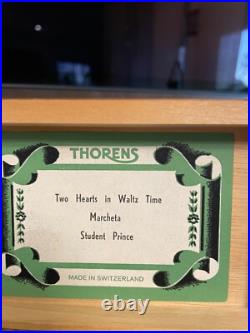 THORENS
Two Hearts in Waltz Time
Marcheta
Student Prince
MADE IN SWITZERLAND